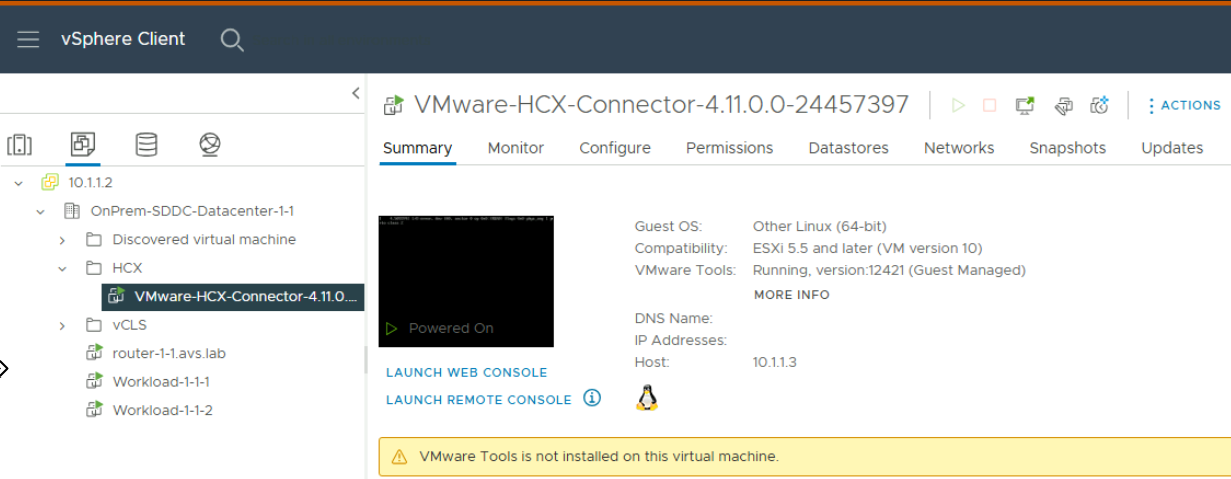 vSphere Client
VMware-HCX-Connector-4.11.0.0-24457397
ACTIONS
Summary Monitor Configure Permissions Datastores Networks Snapshots Updates
10.1.1.2
OnPrem-SDDC-Datacenter-1-1
Discovered virtual machine
HCX
VMware-HCX-Connector-4.11.0....
vCLS
router-1-1.avs.lab
Workload-1-1-1
Workload-1-1-2
Powered On
LAUNCH WEB CONSOLE
LAUNCH REMOTE CONSOLE
Guest OS: Other Linux (64-bit)
Compatibility: ESXi 5.5 and later (VM version 10)
VMware Tools: Running, version:12421 (Guest Managed)
MORE INFO
DNS Name:
IP Addresses:
Host: 10.1.1.3
VMware Tools is not installed on this virtual machine.